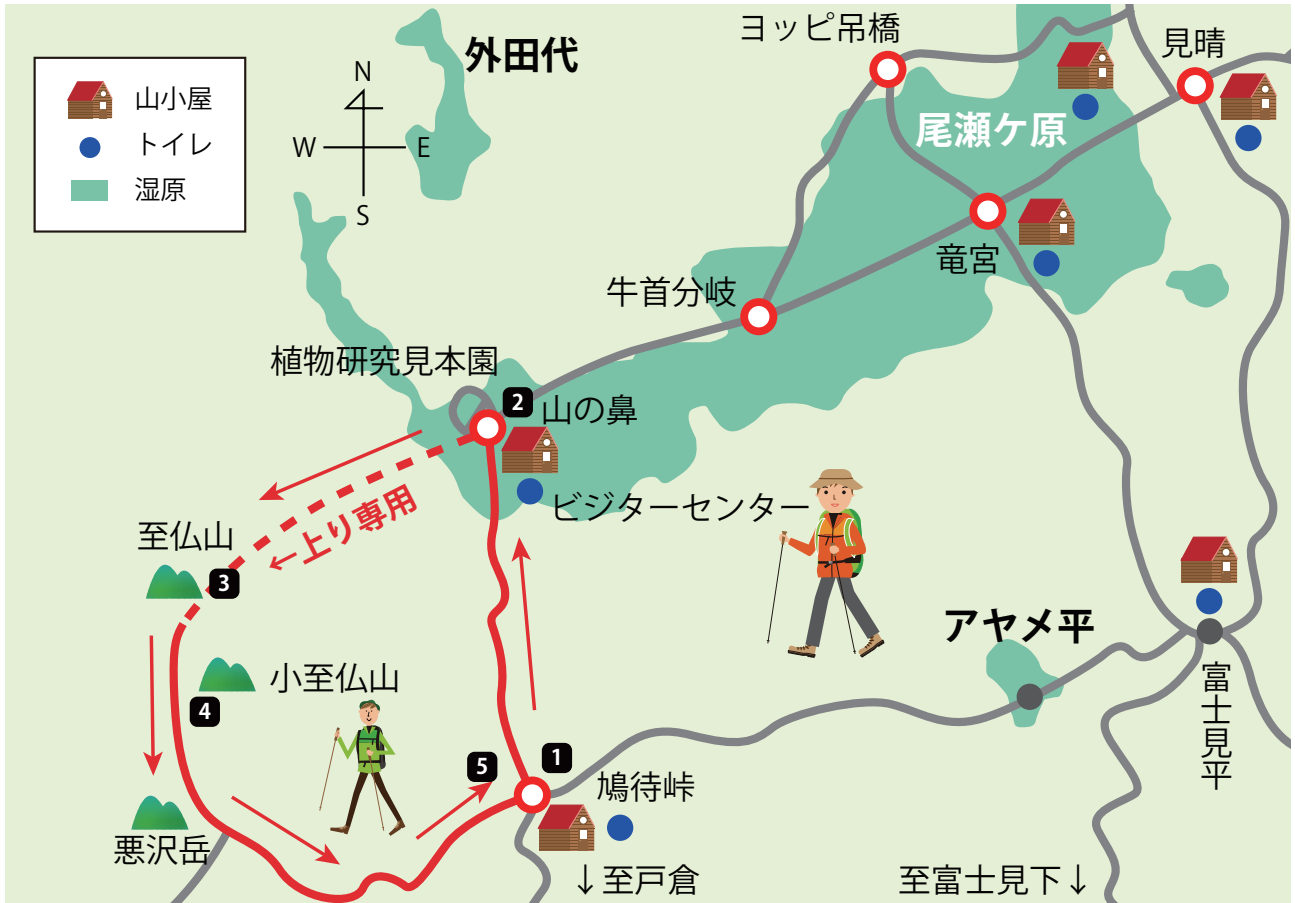 山小屋
トイレ
湿原
外田代
N
W
E
S
ヨッピ吊橋
見晴
尾瀬ケ原
竜宮
牛首分岐
植物研究見本園
2
山の鼻
ビジターセンター
←上り専用
至仏山
3
小至仏山
4
アヤメ平
富士見平
5
1
鳩待峠
悪沢岳
↓至戸倉
至富士見下↓